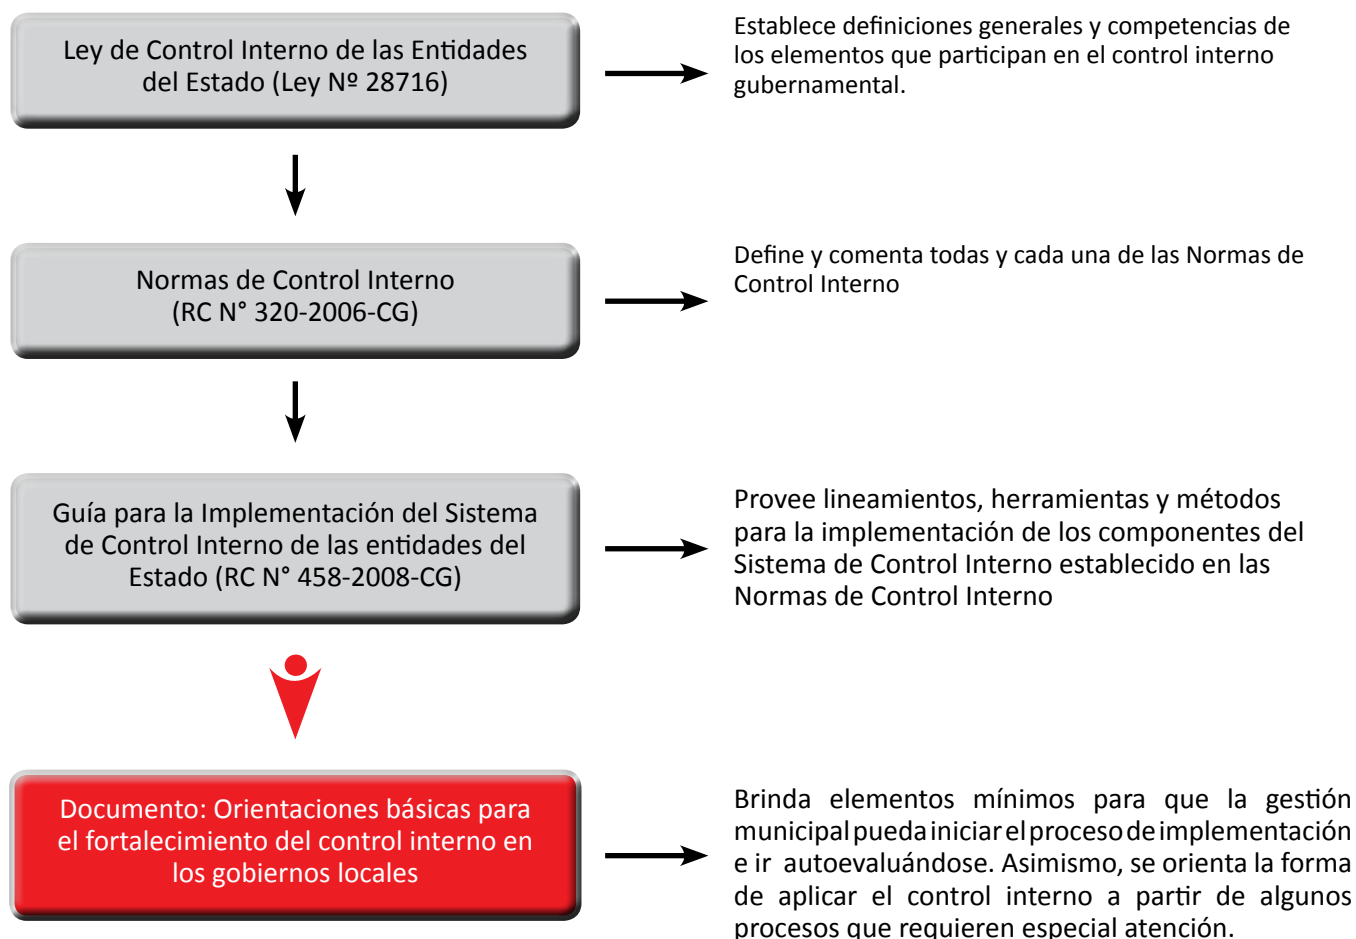 Ley de Control Interno de las Entidades
del Estado (Ley Nº 28716)
Establece definiciones generales y competencias de
los elementos que participan en el control interno
gubernamental.
Normas de Control Interno
(RC N° 320-2006-CG)
Define y comenta todas y cada una de las Normas de
Control Interno
Guía para la Implementación del Sistema
de Control Interno de las entidades del
Estado (RC N° 458-2008-CG)
Provee lineamientos, herramientas y métodos
para la implementación de los componentes del
Sistema de Control Interno establecido en las
Normas de Control Interno
Documento: Orientaciones básicas para
el fortalecimiento del control interno en
los gobiernos locales
Brinda elementos mínimos para que la gestión
municipal pueda iniciar el proceso de implementación
e ir autoevaluándose. Asimismo, se orienta la forma
de aplicar el control interno a partir de algunos
procesos que requieren especial atención.